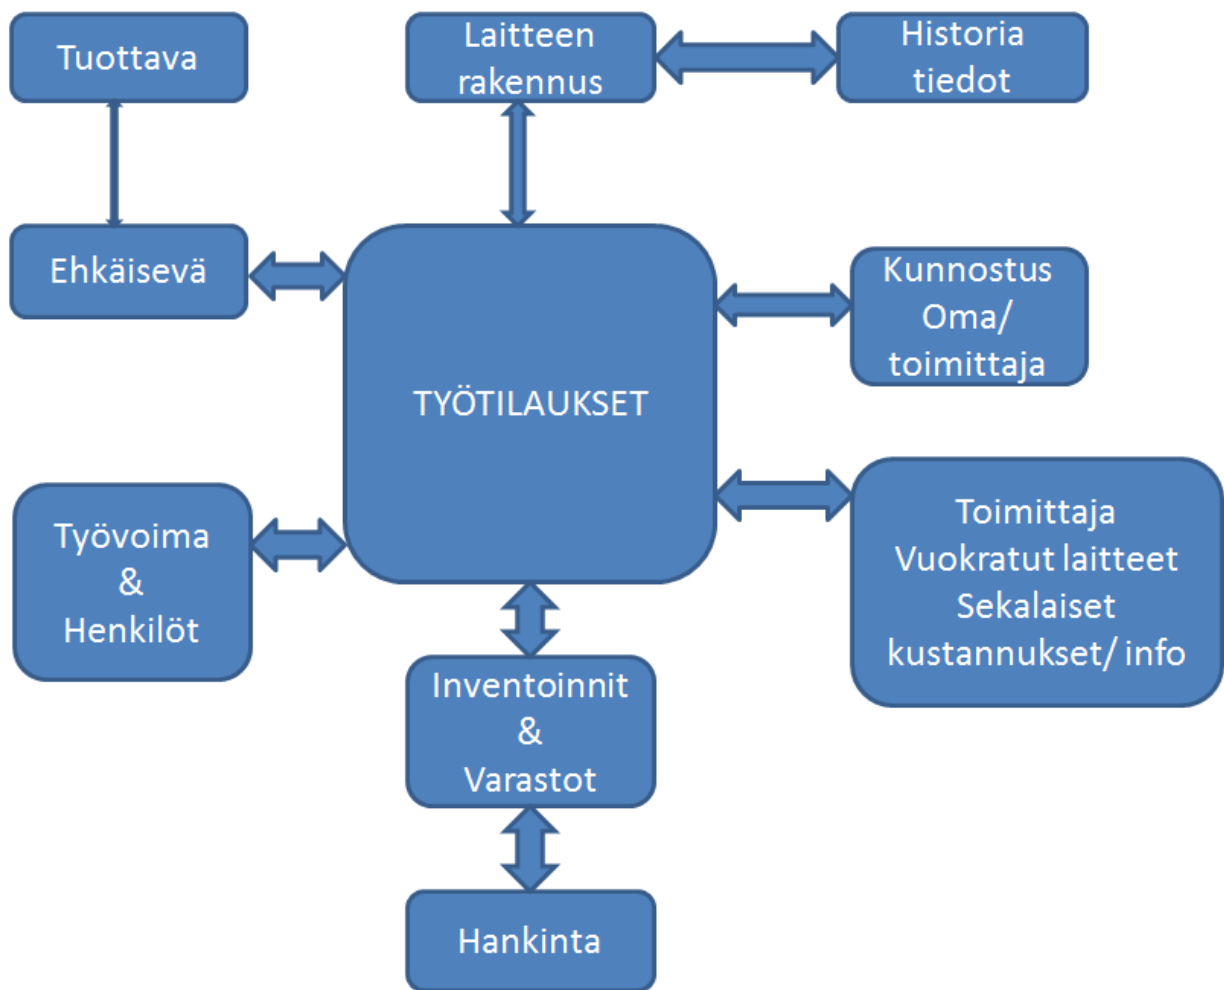 Tuottava
Laitteen
rakennus
Historia
tiedot
Ehkäisevä
Kunnostus
Oma/
toimittaja
TYÖTILAUKSET
Työvoima
&
Henkilöt
Toimittaja
Vuokratut laitteet
Sekalaiset
kustannukset/ info
Inventoinnit
&
Varastot
Hankinta